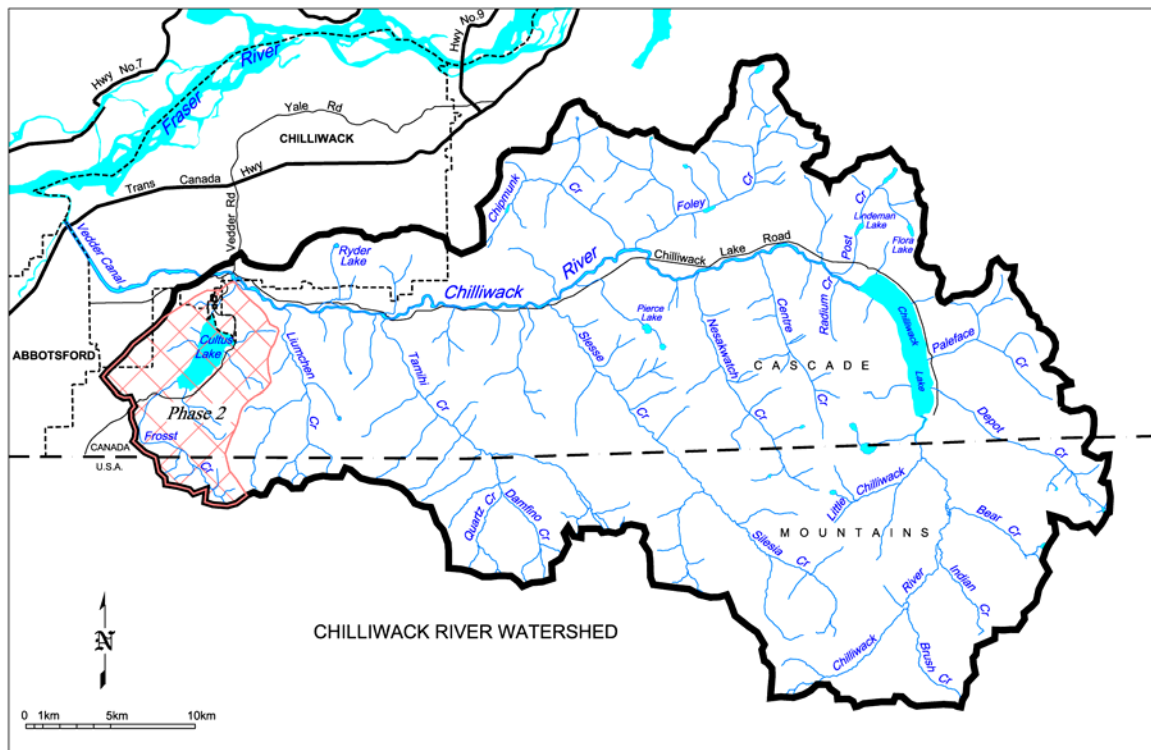 Hwy No.7
Fraser River
Hwy No.9
Yale Rd
CHILLIWACK
Trans Canada Hwy
Vedder Rd
Vedder Canal
Ryder
Lake
Chipmunk Cr
Foley Cr
Post Cr
Lindeman
Lake
Flora Lake
Chilliwack River
Chilliwack Lake Road
ABBOTSFORD
Cultus
Lake
Phase 2
Frosst Cr
CANADA
U.S.A.
Liumchen Cr
Tamihi Cr
Slesse Cr
Pierce
Lake
Nesakwatch Cr
Centre Cr
Radium Cr
Chilliwack Lake
Paleface Cr
Depot Cr
CASCADE
MOUNTAINS
Little Chilliwack
Quartz Cr
Damfino Cr
Silesia Cr
Bear Cr
Indian Cr
Chilliwack River
Brush Cr
N
CHILLIWACK RIVER WATERSHED
0 1km 5km 10km